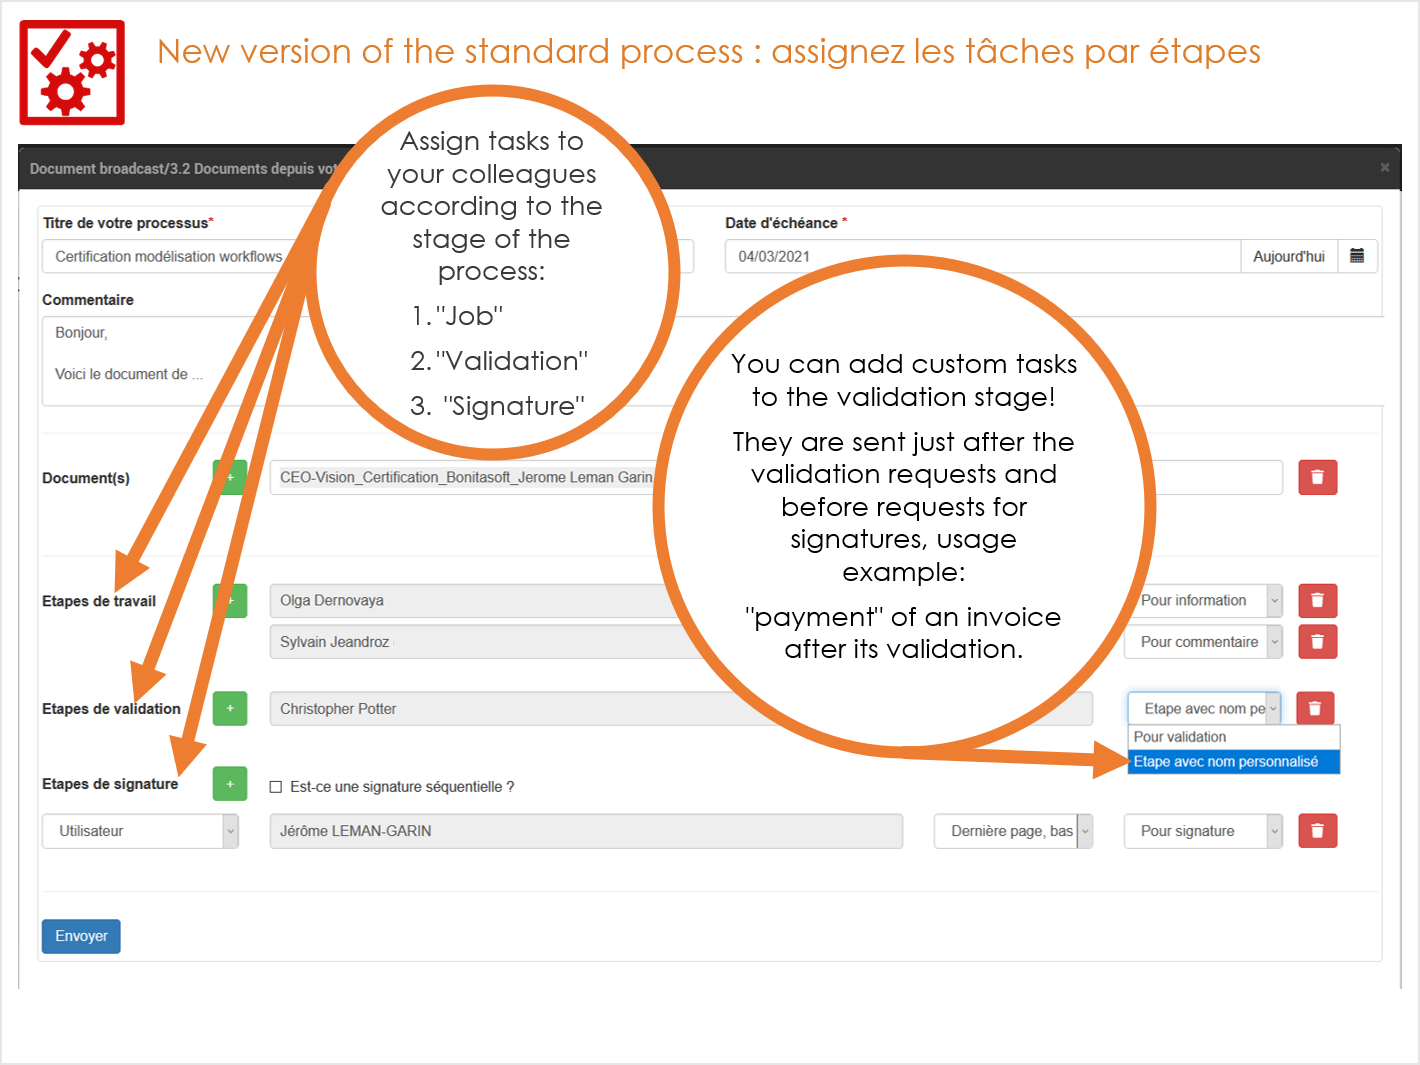 New version of the standard process : assignez les tâches par étapes
Document broadcast/3.2 Documents depuis
Assign tasks to
your colleagues
according to the
stage of the
process:
1. "Job"
2. "Validation"
3. "Signature"
Titre de votre processus*
Certification modélisation workflows
Date d'échéance *
04/03/2021
Aujourd'hui
Commentaire
Bonjour,
Voici le document de ...
You can add custom tasks
to the validation stage!
They are sent just after the
validation requests and
before requests for
signatures, usage
example:
"payment" of an invoice
after its validation.
Document(s)
+
CEO-Vision_Certification_Bonitasoft_Jerome Leman Garin
Etapes de travail
+
Olga Dernovaya
Pour information
Sylvain Jeandroz
Pour commentaire
Etapes de validation
+
Christopher Potter
Etape avec nom pe
Pour validation
Etape avec nom personnalisé
Etapes de signature
+
Est-ce une signature séquentielle ?
Utilisateur
Jérôme LEMAN-GARIN
Dernière page, bas
Pour signature
Envoyer